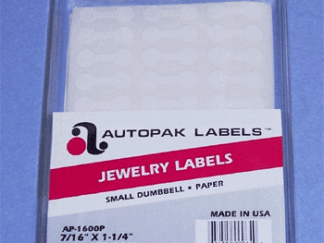 AUTOPAK LABELS™
JEWELRY LABELS
SMALL DUMBBELL • PAPER
MADE IN USA
AP-1600P
7/16" X 1-1/4"